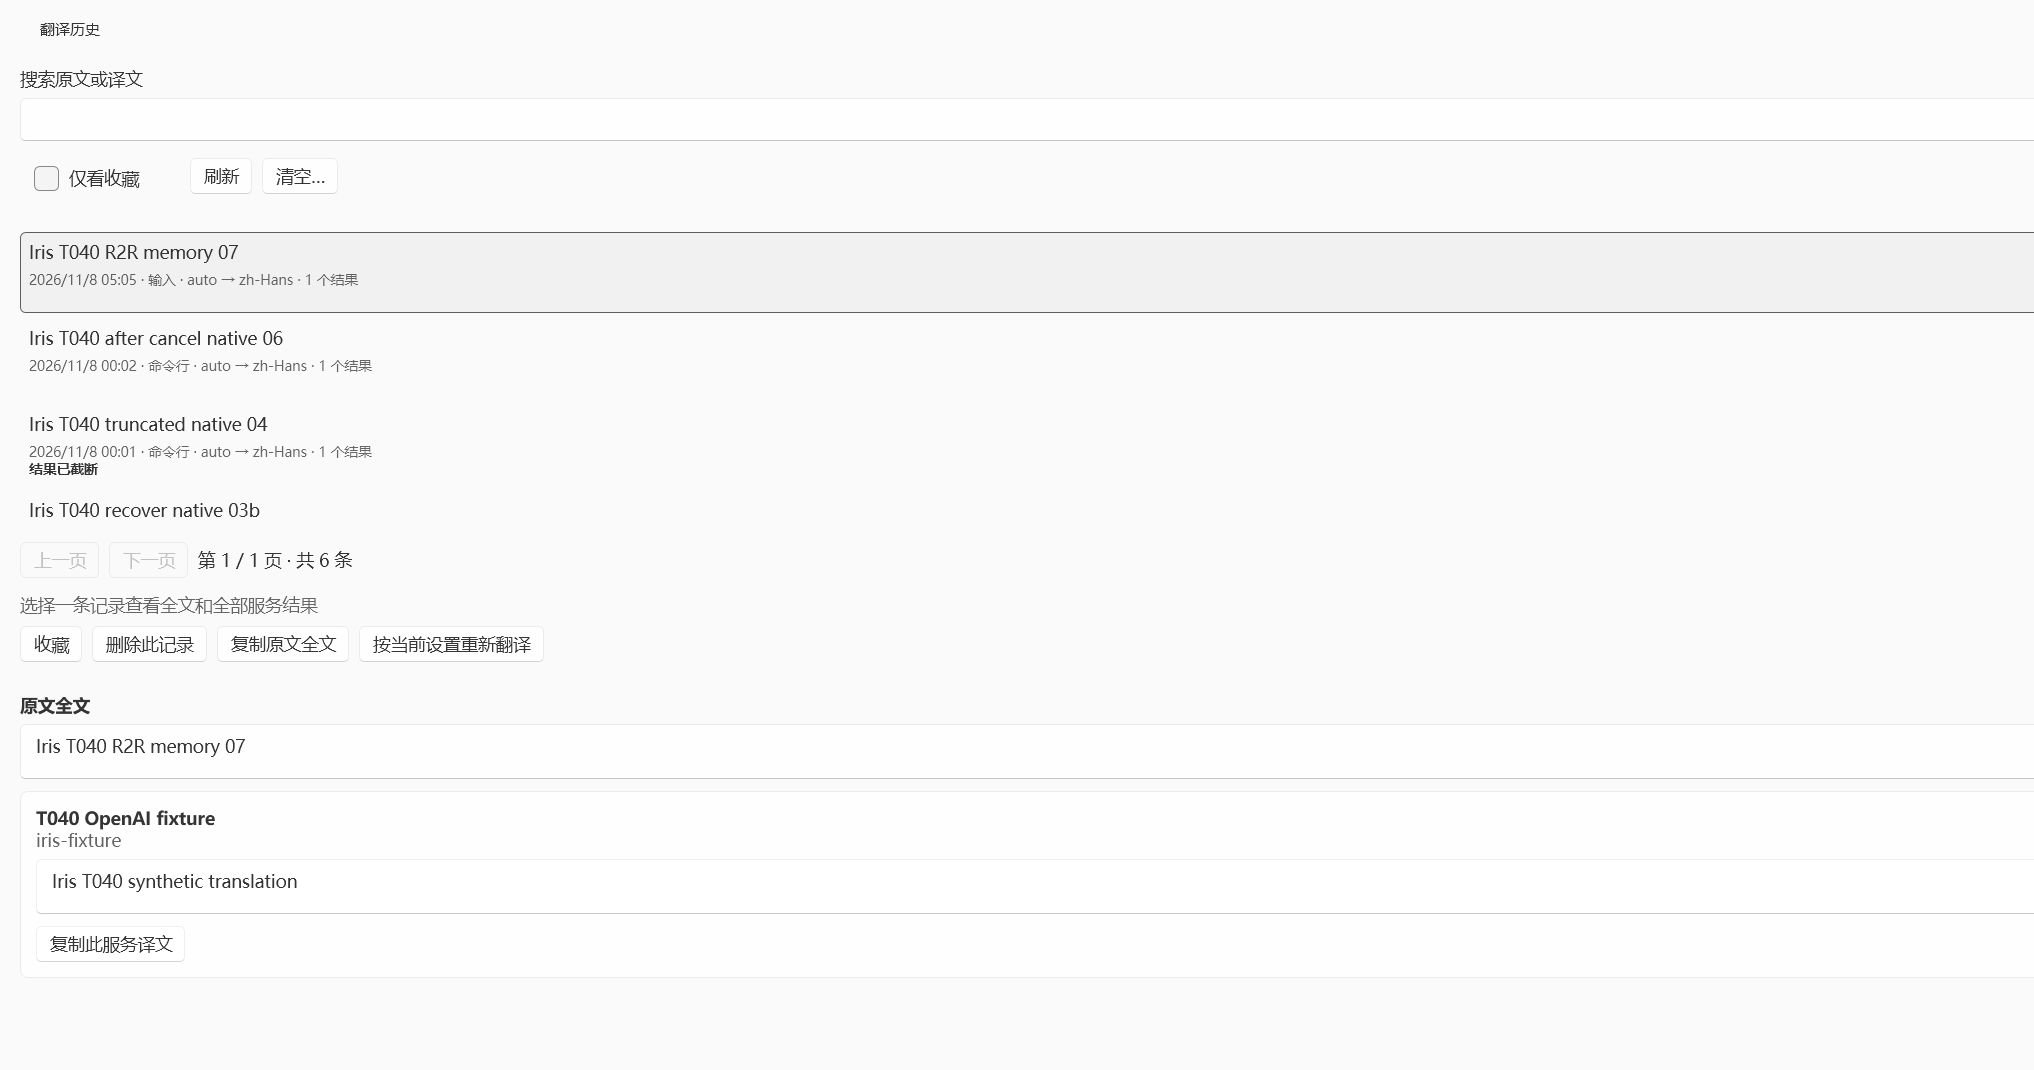 翻译历史
搜索原文或译文
仅看收藏 刷新 清空...
Iris T040 R2R memory 07
2026/11/8 05:05 · 输入 · auto → zh-Hans · 1 个结果
Iris T040 after cancel native 06
2026/11/8 00:02 · 命令行 · auto → zh-Hans · 1 个结果
Iris T040 truncated native 04
2026/11/8 00:01 · 命令行 · auto → zh-Hans · 1 个结果
结果已截断
Iris T040 recover native 03b
上一页 下一页 第 1 / 1 页 · 共 6 条
选择一条记录查看全文和全部服务结果
收藏 删除此记录 复制原文全文 按当前设置重新翻译
原文全文
Iris T040 R2R memory 07
T040 OpenAI fixture
iris-fixture
Iris T040 synthetic translation
复制此服务译文